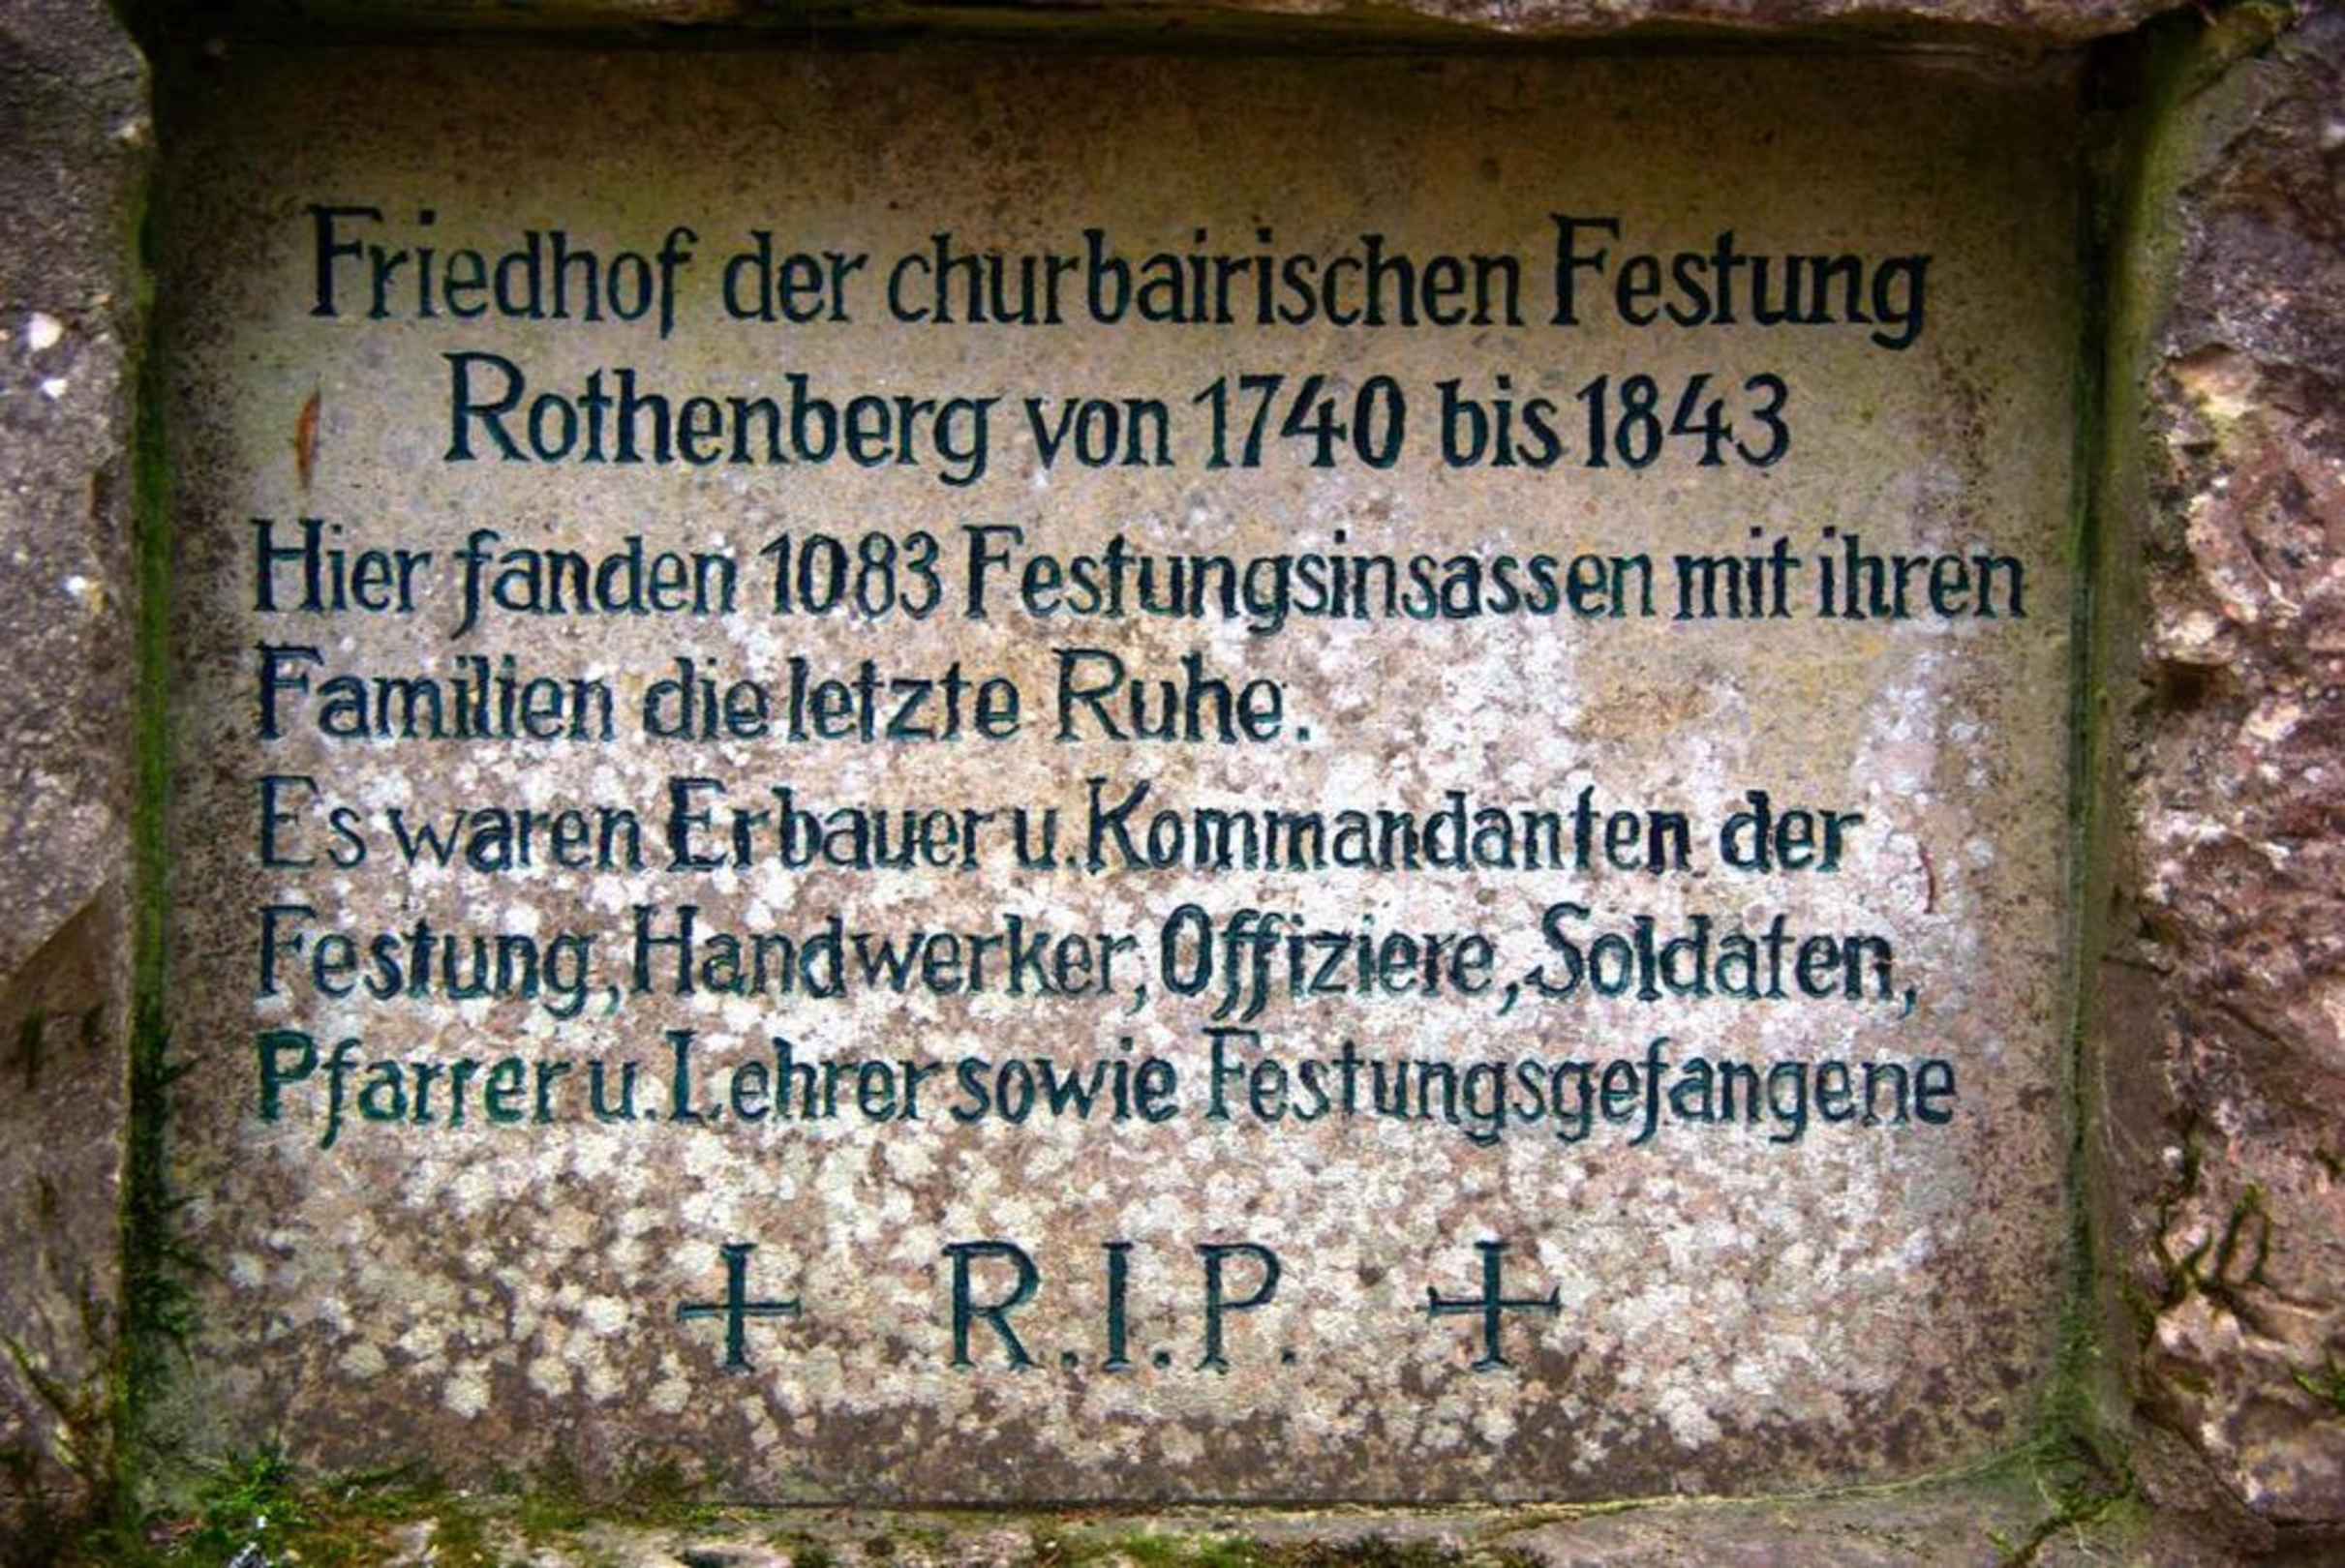 Friedhof der churbairischen Festung
Rothenberg von 1740 bis 1843
Hier fanden 1083 Festungsinsassen mit ihren
Familien die letzte Ruhe.
Es waren Erbauer u. Kommandanten der
Festung, Handwerker, Offiziere, Soldaten,
Pfarrer u. Lehrer sowie Festungsgefangene
+ R.I.P. +